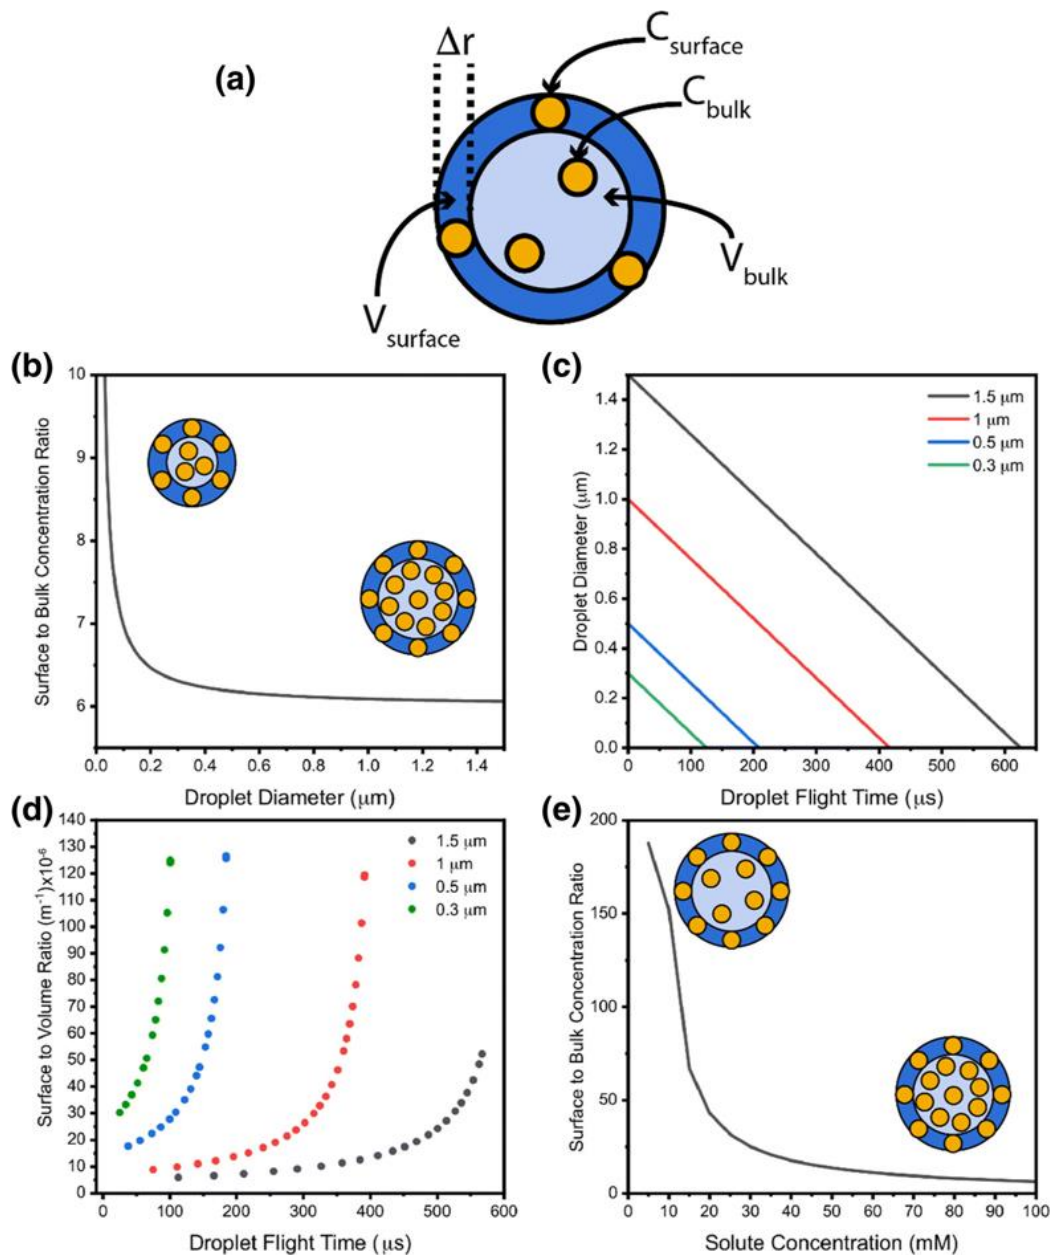 (a)
Δr
C surface
C bulk
V bulk
V surface
(b)
10
9
8
7
6
0.0 0.2 0.4 0.6 0.8 1.0 1.2 1.4
Surface to Bulk Concentration Ratio
Droplet Diameter (μm)
(c)
1.5 μm
1 μm
0.5 μm
0.3 μm
1.4
1.2
1.0
0.8
0.6
0.4
0.2
0.0
0 100 200 300 400 500 600
Droplet Diameter (μm)
Droplet Flight Time (μs)
(d)
1.5 μm
1 μm
0.5 μm
0.3 μm
140
130
120
110
100
90
80
70
60
50
40
30
20
10
0
0 100 200 300 400 500 600
Surface to Volume Ratio (m⁻¹)x10⁻⁶
Droplet Flight Time (μs)
(e)
200
150
100
50
0
0 10 20 30 40 50 60 70 80 90 100
Surface to Bulk Concentration Ratio
Solute Concentration (mM)